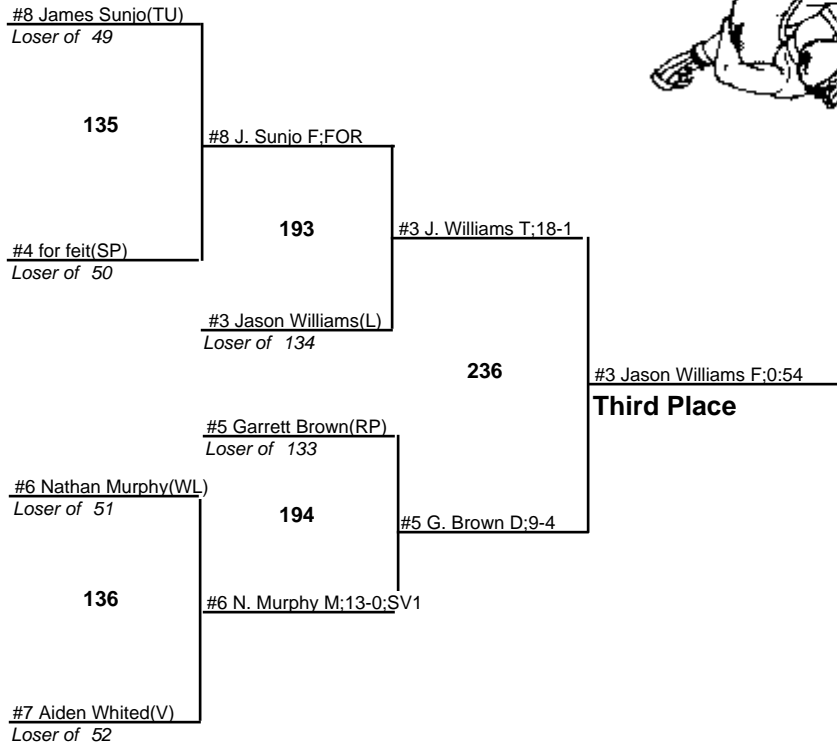 #8 James Sunjo(TU)
Loser of 49
135
#8 J. Sunjo F;FOR
193
#3 J. Williams T;18-1
#4 for feit(SP)
Loser of 50
#3 Jason Williams(L)
Loser of 134
236
#3 Jason Williams F;0:54
Third Place
#5 Garrett Brown(RP)
Loser of 133
#6 Nathan Murphy(WL)
Loser of 51
194
#5 G. Brown D;9-4
136
#6 N. Murphy M;13-0;SV1
#7 Aiden Whited(V)
Loser of 52